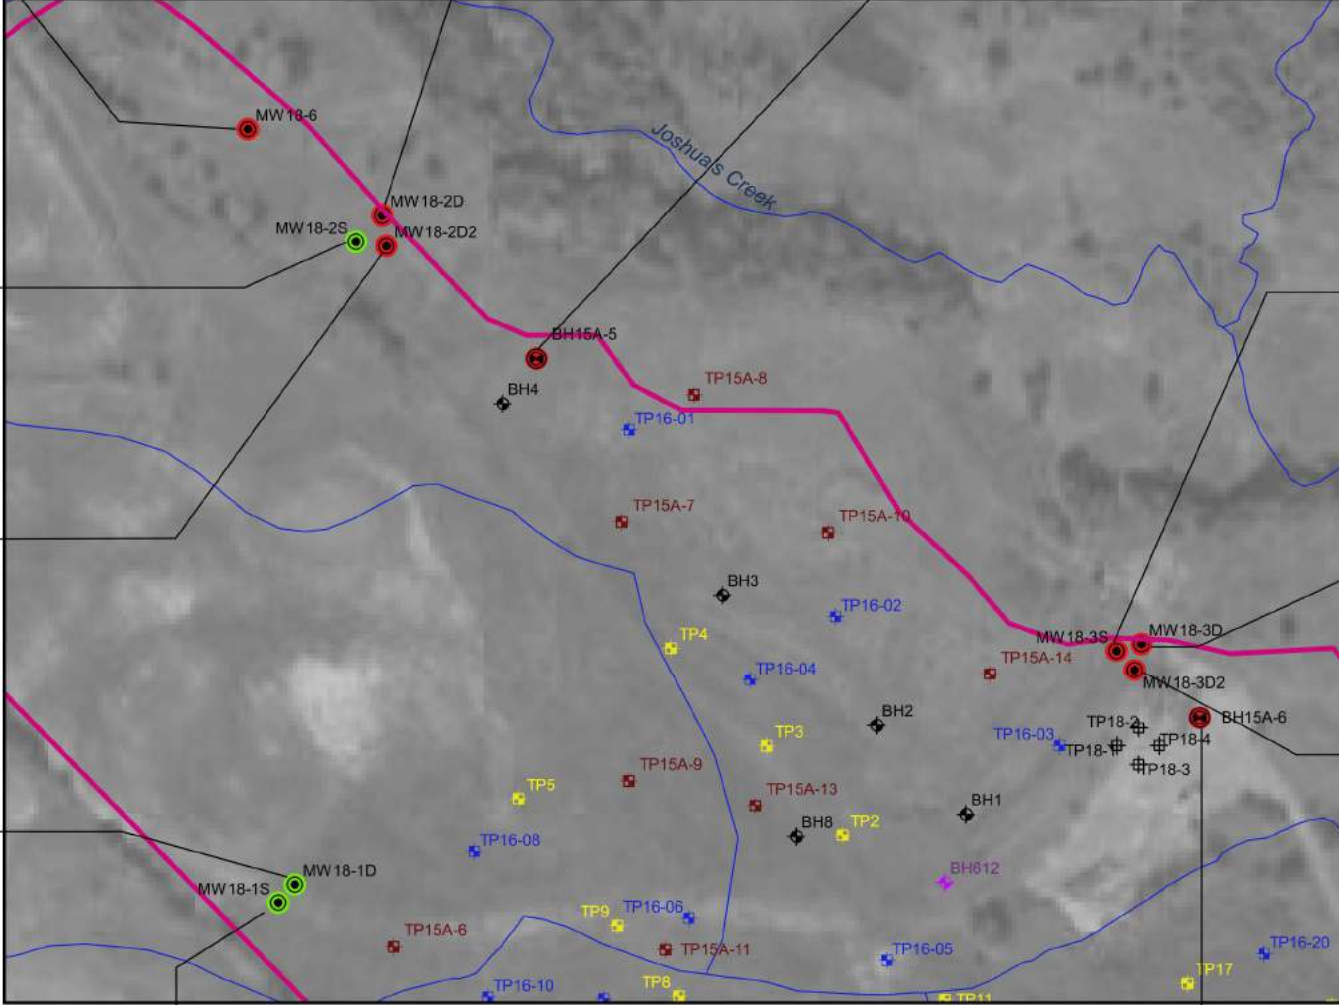 MW18-6
MW18-2D
MW18-2S
MW18-2D2
Joshua's Creek
BH15A-5
TP15A-8
BH4
TP16-01
TP15A-7
TP15A-10
BH3
TP16-02
TP4
MW18-3S
MW18-3D
TP15A-14
TP16-04
MW18-3D2
BH2
TP18-2
BH15A-6
TP3
TP16-03
TP18-4
TP18-1
TP15A-9
TP18-3
TP5
TP15A-13
BH1
BH8
TP2
TP16-08
MW18-1D
BH612
MW18-1S
TP9
TP16-06
TP15A-6
TP15A-11
TP16-05
TP16-20
TP17
TP16-10
TP8
TP11